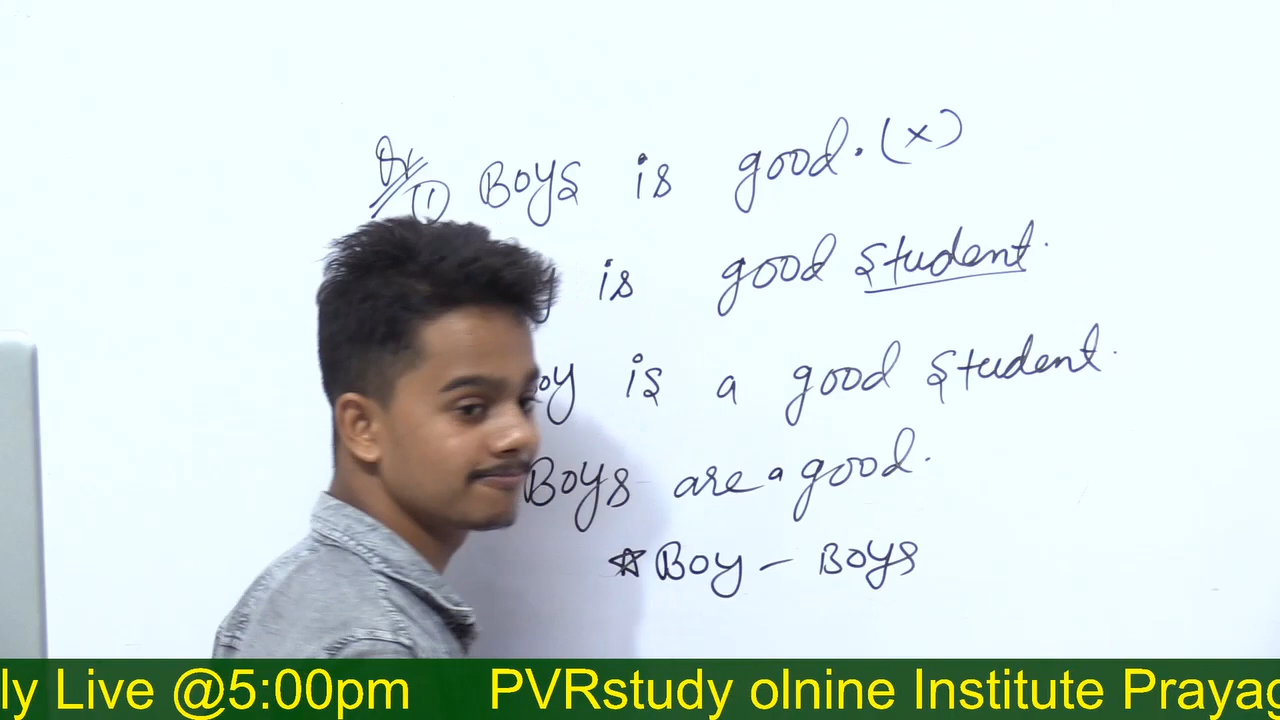 Ex
① Boys is good. (x)
is good student.
is a good student.
Boys are a good.
☆ Boy - Boys
ly Live @5:00pm PVRstudy olnine Institute Prayag